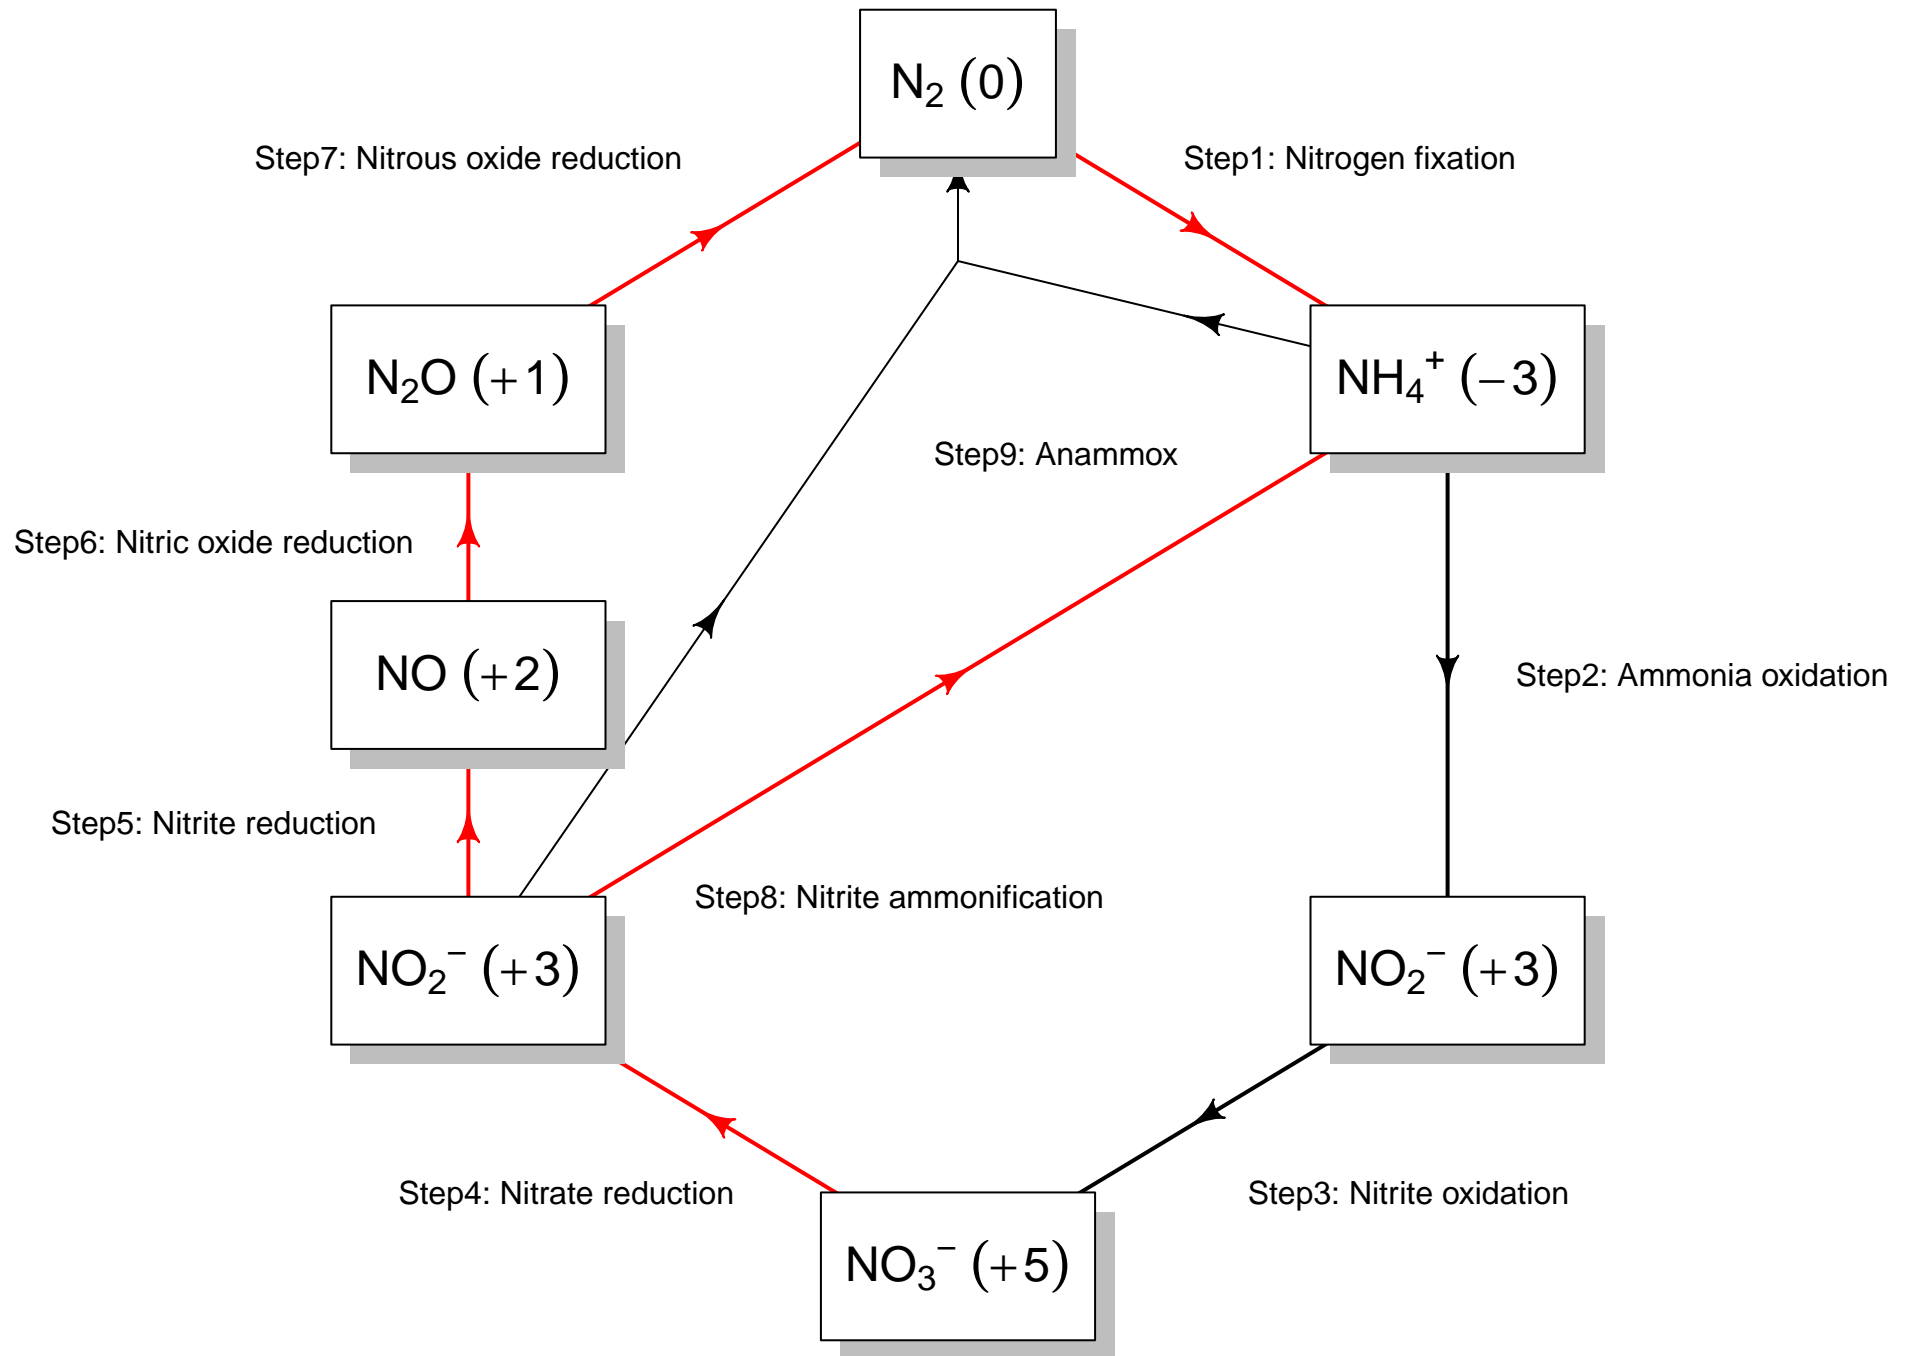 N₂ (0)
Step7: Nitrous oxide reduction
Step1: Nitrogen fixation
N₂O (+1)
NH₄⁺ (−3)
Step9: Anammox
Step6: Nitric oxide reduction
NO (+2)
Step2: Ammonia oxidation
Step5: Nitrite reduction
Step8: Nitrite ammonification
NO₂⁻ (+3)
NO₂⁻ (+3)
Step4: Nitrate reduction
Step3: Nitrite oxidation
NO₃⁻ (+5)